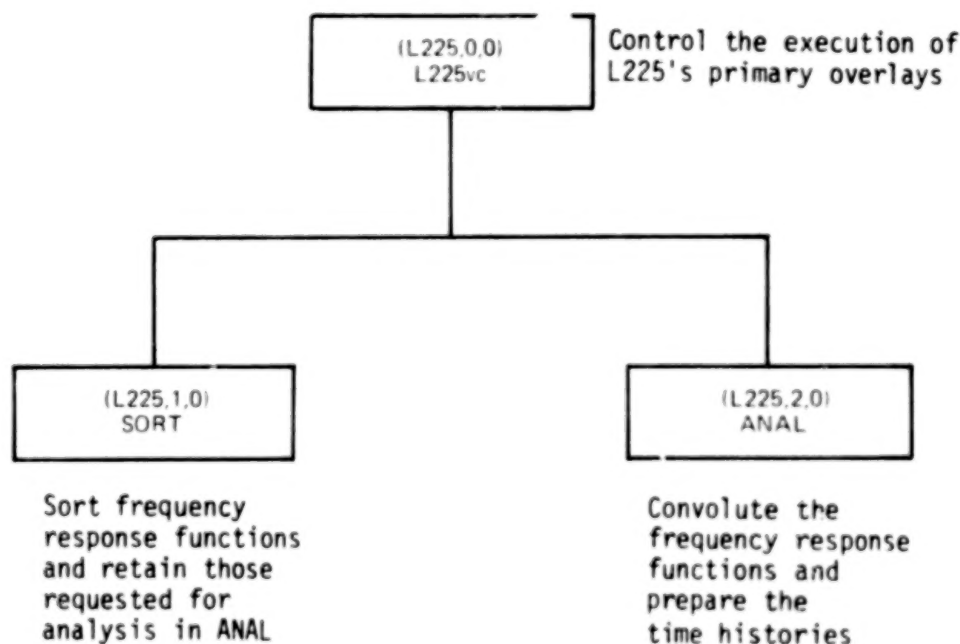 (L225,0,0)
L225vc
Control the execution of
L225's primary overlays
(L225,1,0)
SORT
(L225,2,0)
ANAL
Sort frequency
response functions
and retain those
requested for
analysis in ANAL
Convolute the
frequency response
functions and
prepare the
time histories